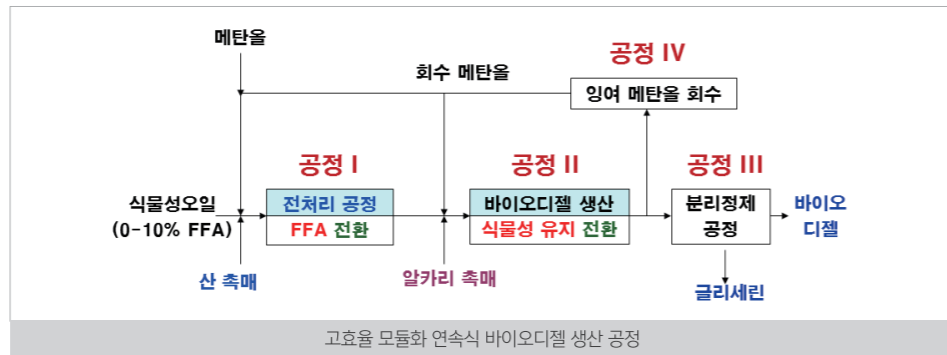 메탄올
공정 IV
회수 메탄올
잉여 메탄올 회수
공정 I
공정 II
공정 III
식물성오일
(0-10% FFA)
전처리 공정
FFA 전환
바이오디젤 생산
식물성 유지 전환
분리정제
공정
바이오
디젤
산 촉매
알카리 촉매
글리세린
고효율 모듈화 연속식 바이오디젤 생산 공정